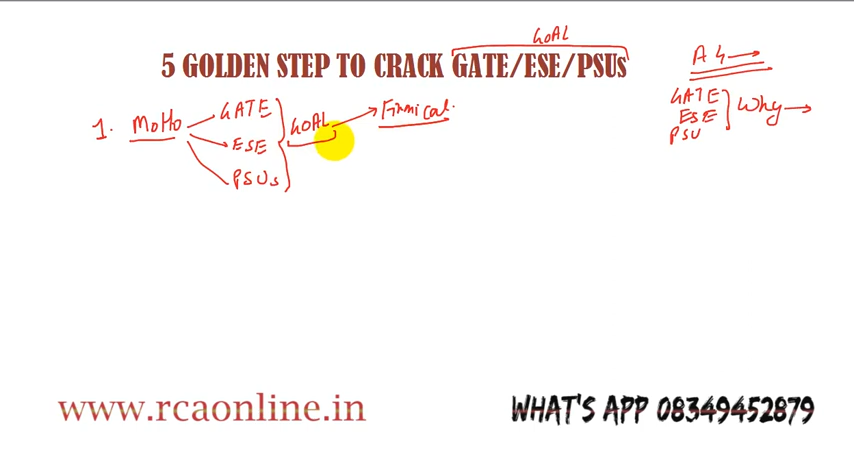 GOAL
5 GOLDEN STEP TO CRACK GATE/ESE/PSUs
1. Motto
GATE
ESE
PSUs
GOAL
A4
GATE
ESE
PSU
Why
www.rcaonline.in
WHAT'S APP 08349452879